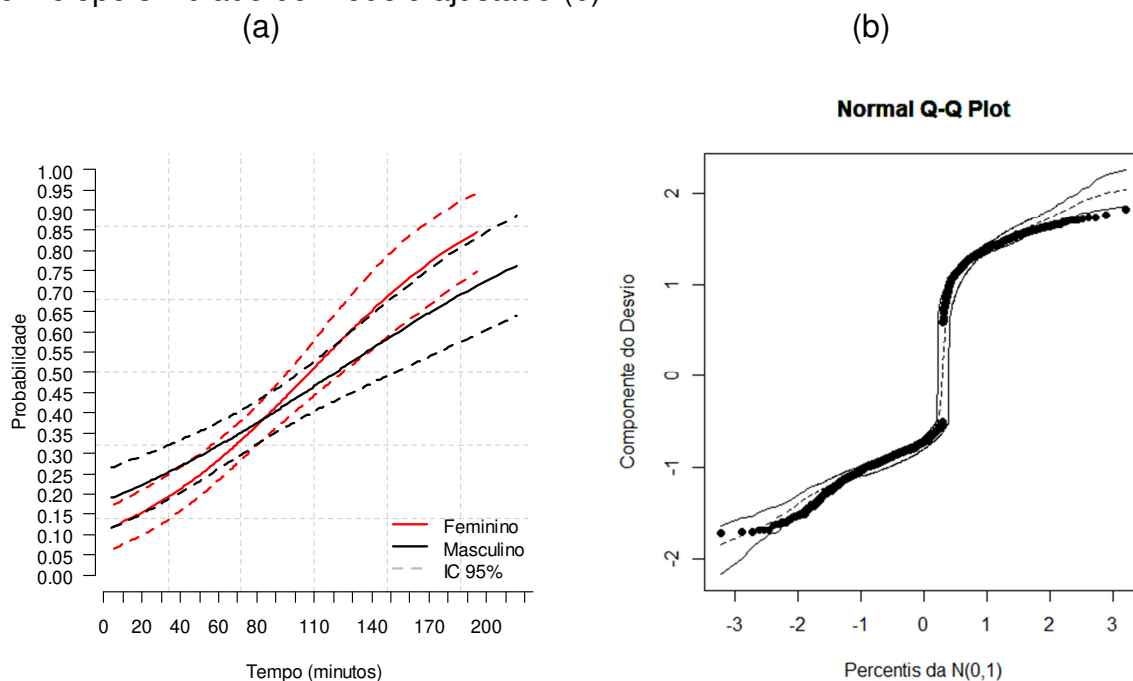 (a) (b)
Normal Q-Q Plot
Probabilidade
1.00
0.95
0.90
0.85
0.80
0.75
0.70
0.65
0.60
0.55
0.50
0.45
0.40
0.35
0.30
0.25
0.20
0.15
0.10
0.05
0.00
Feminino
Masculino
IC 95%
0 20 40 60 80 110 140 170 200
Tempo (minutos)
Componente do Desvio
2
1
0
-1
-2
-3 -2 -1 0 1 2 3
Percentis da N(0,1)